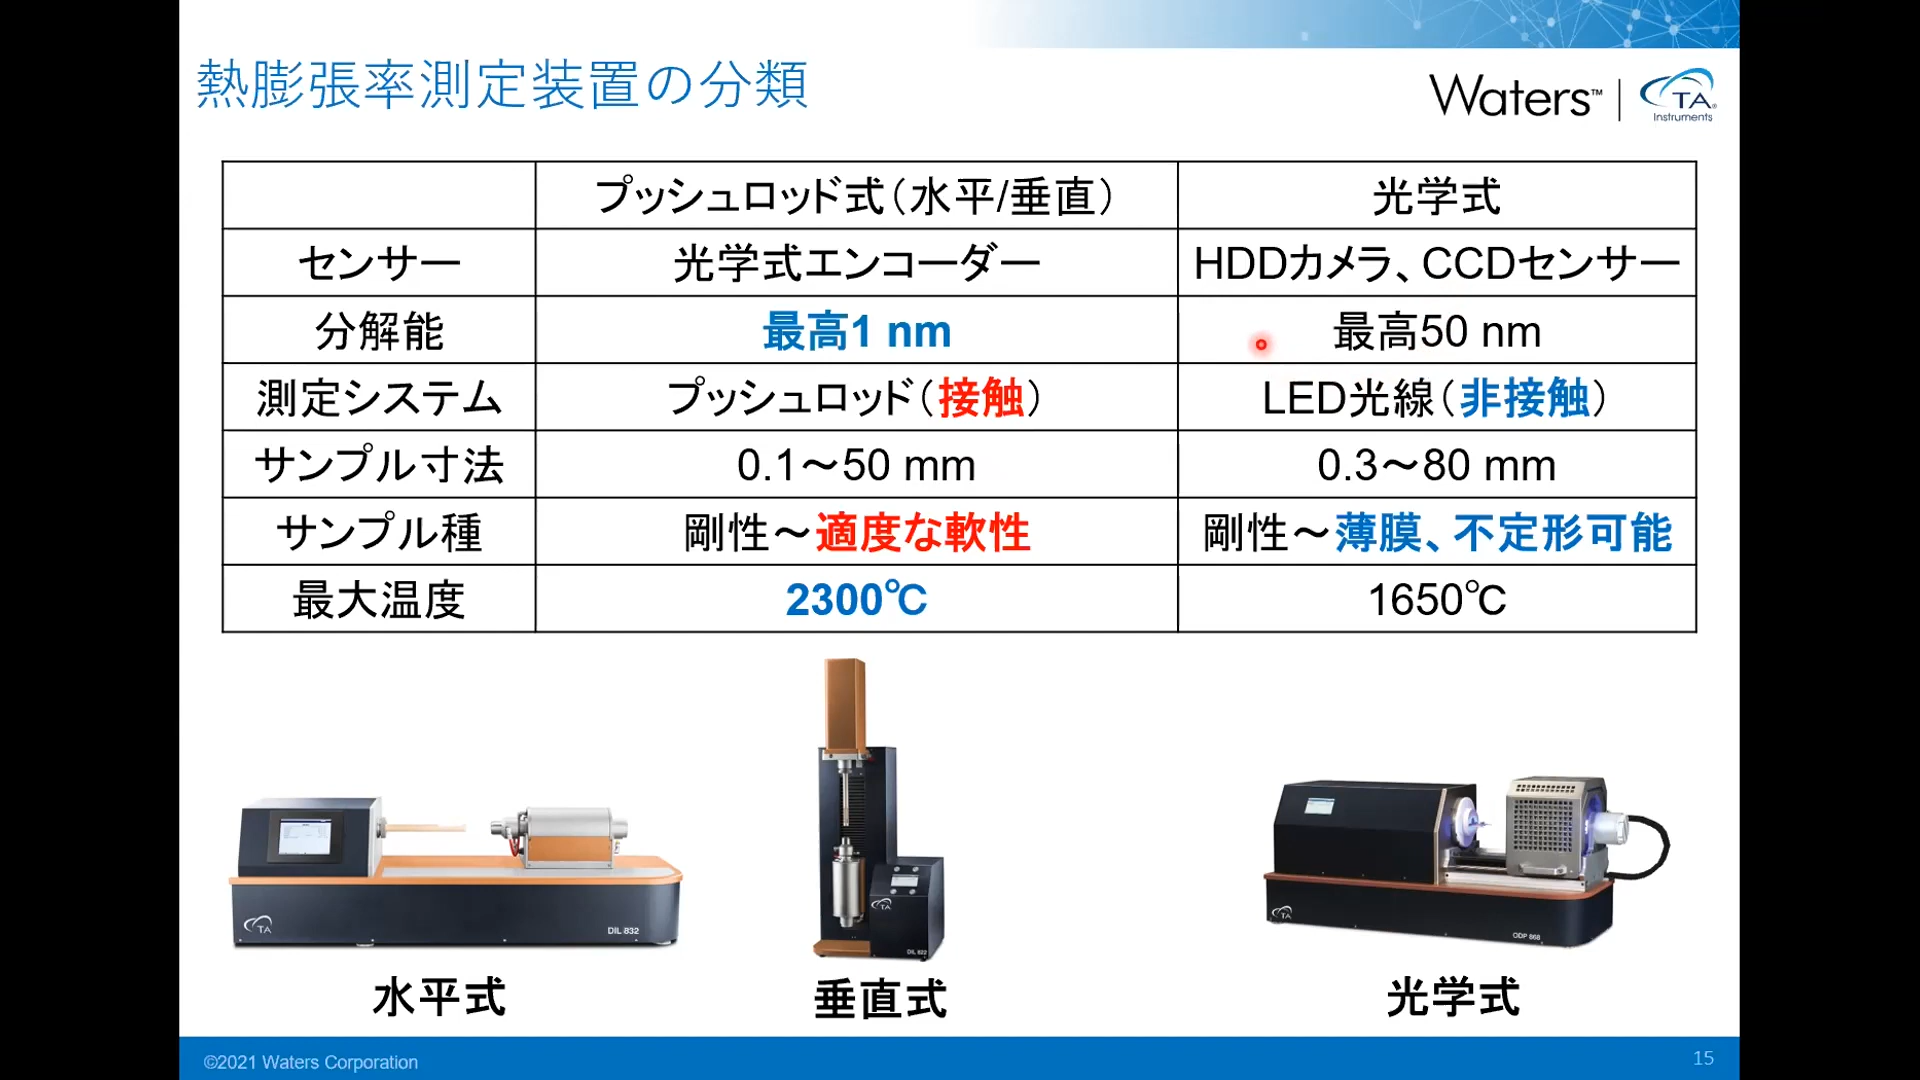 熱膨張率測定装置の分類
Waters™ | TA Instruments
プッシュロッド式（水平/垂直） 光学式
センサー 光学式エンコーダー HDDカメラ、CCDセンサー
分解能 最高1 nm 最高50 nm
測定システム プッシュロッド（接触） LED光線（非接触）
サンプル寸法 0.1～50 mm 0.3～80 mm
サンプル種 剛性～適度な軟性 剛性～薄膜、不定形可能
最大温度 2300℃ 1650℃
TA DIL 832
TA DIL 822
TA ODP 868
水平式 垂直式 光学式
©2021 Waters Corporation 15